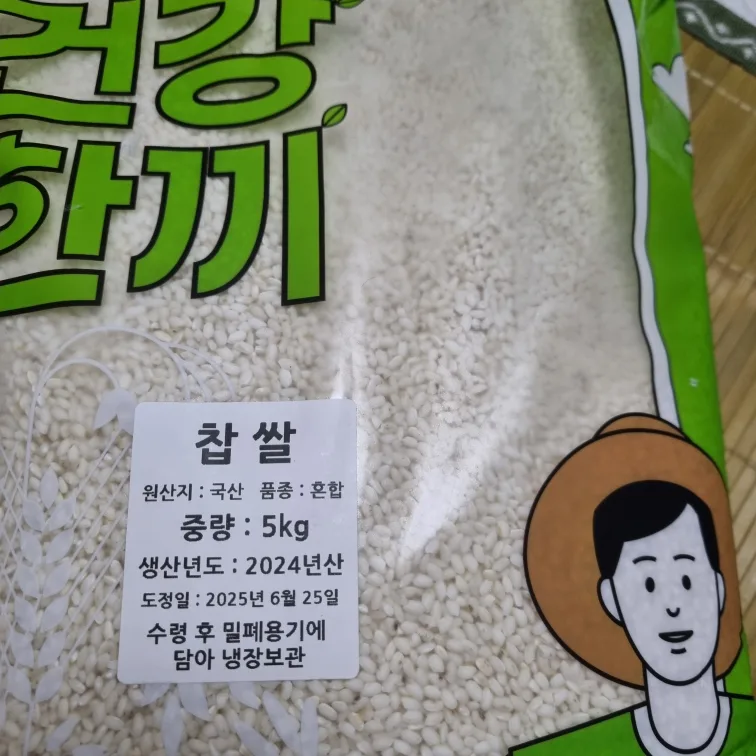 건강
한끼
찹쌀
원산지 : 국산 품종 : 혼합
중량 : 5kg
생산년도 : 2024년산
도정일 : 2025년 6월 25일
수령 후 밀폐용기에
담아 냉장보관